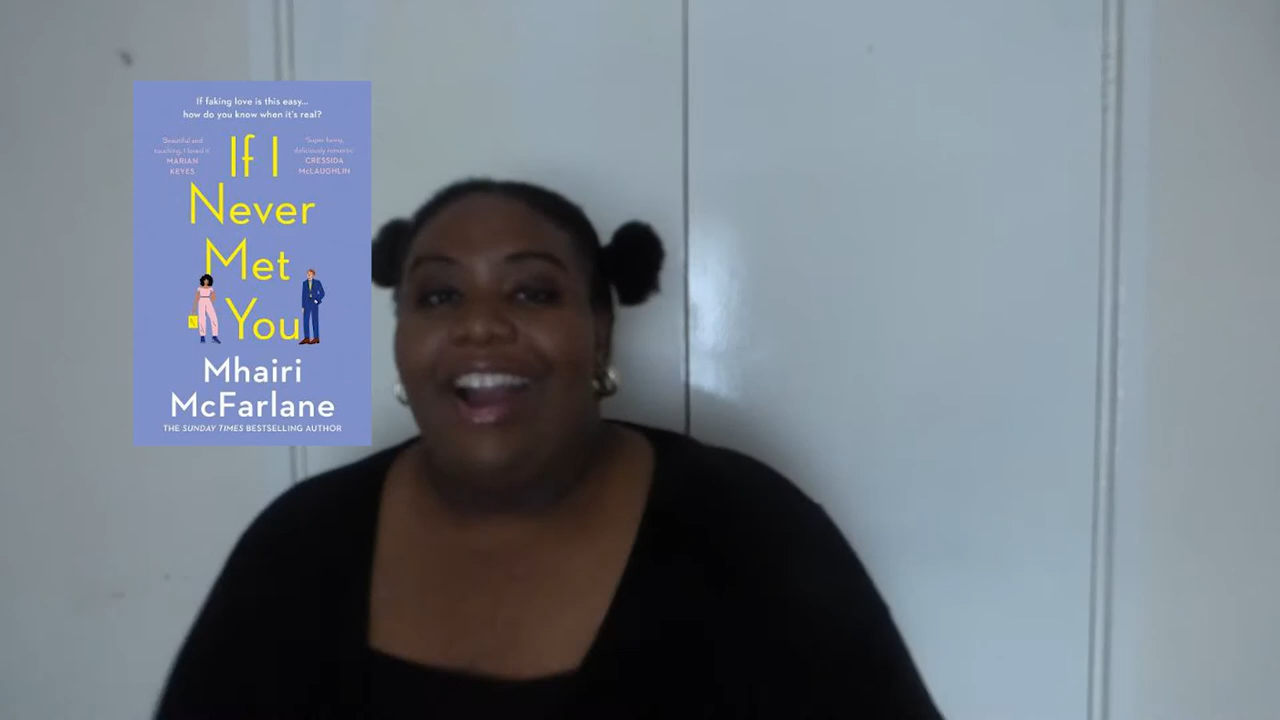 If faking love is this easy...
how do you know when it's real?
'Beautiful and
touching, I loved it'
MARIAN
KEYES
'Super funny,
deliciously romantic'
CRESSIDA
McLAUGHLIN
If I
Never
Met
You
Mhairi
McFarlane
THE SUNDAY TIMES BESTSELLING AUTHOR